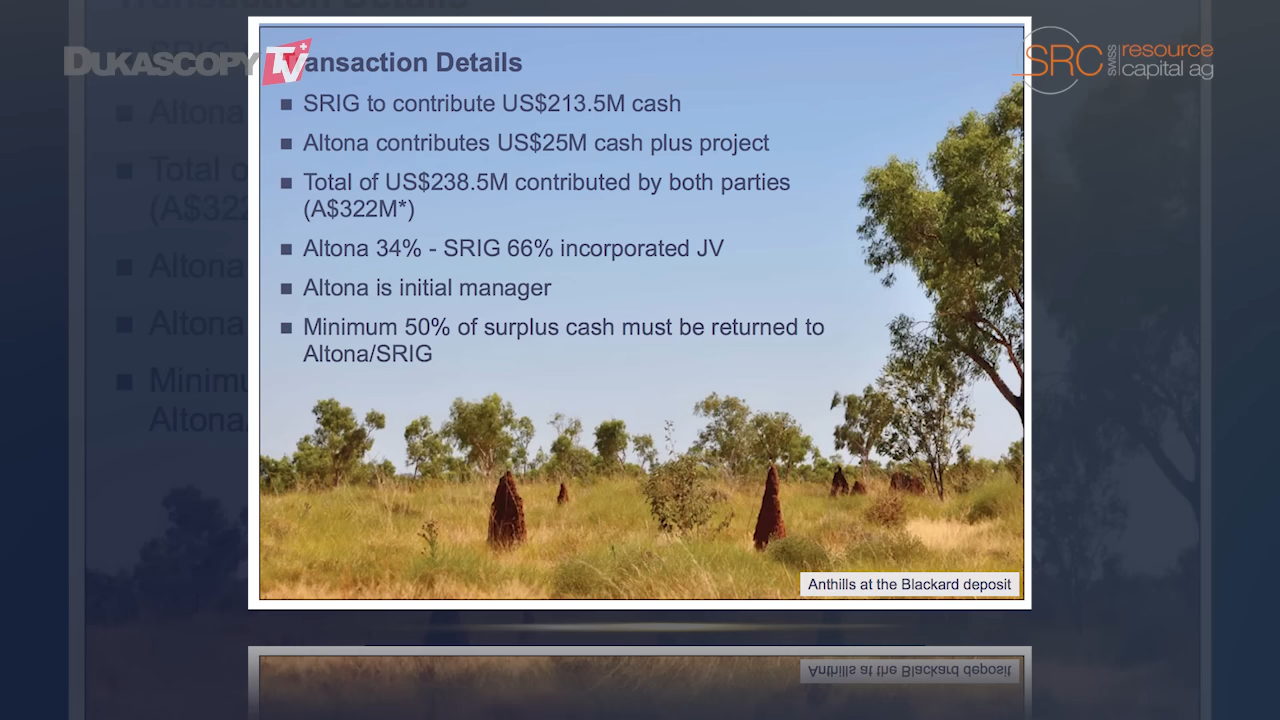 Transaction Details
DUKASCOPY TV
SRC SWISS resource capital ag
■ SRIG to contribute US$213.5M cash
■ Altona contributes US$25M cash plus project
■ Total of US$238.5M contributed by both parties
(A$322M*)
■ Altona 34% - SRIG 66% incorporated JV
■ Altona is initial manager
■ Minimum 50% of surplus cash must be returned to
Altona/SRIG
Anthills at the Blackard deposit